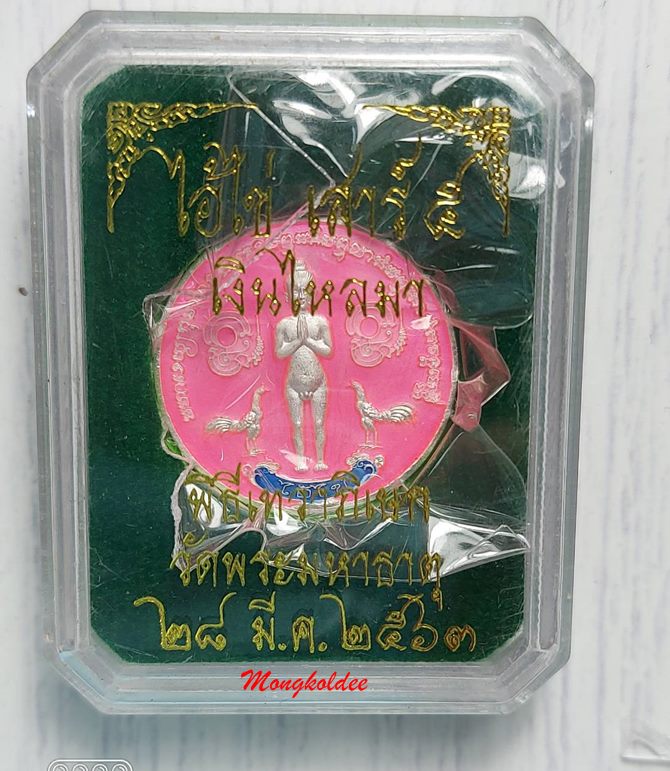 ไอ้ไข่ เสาร์ ๕
เงินไหลมา
พิธีเทวาภิเษก
วัดพระมหาธาตุ
๒๘ มี.ค.๒๕๖๓
Mongkoldee